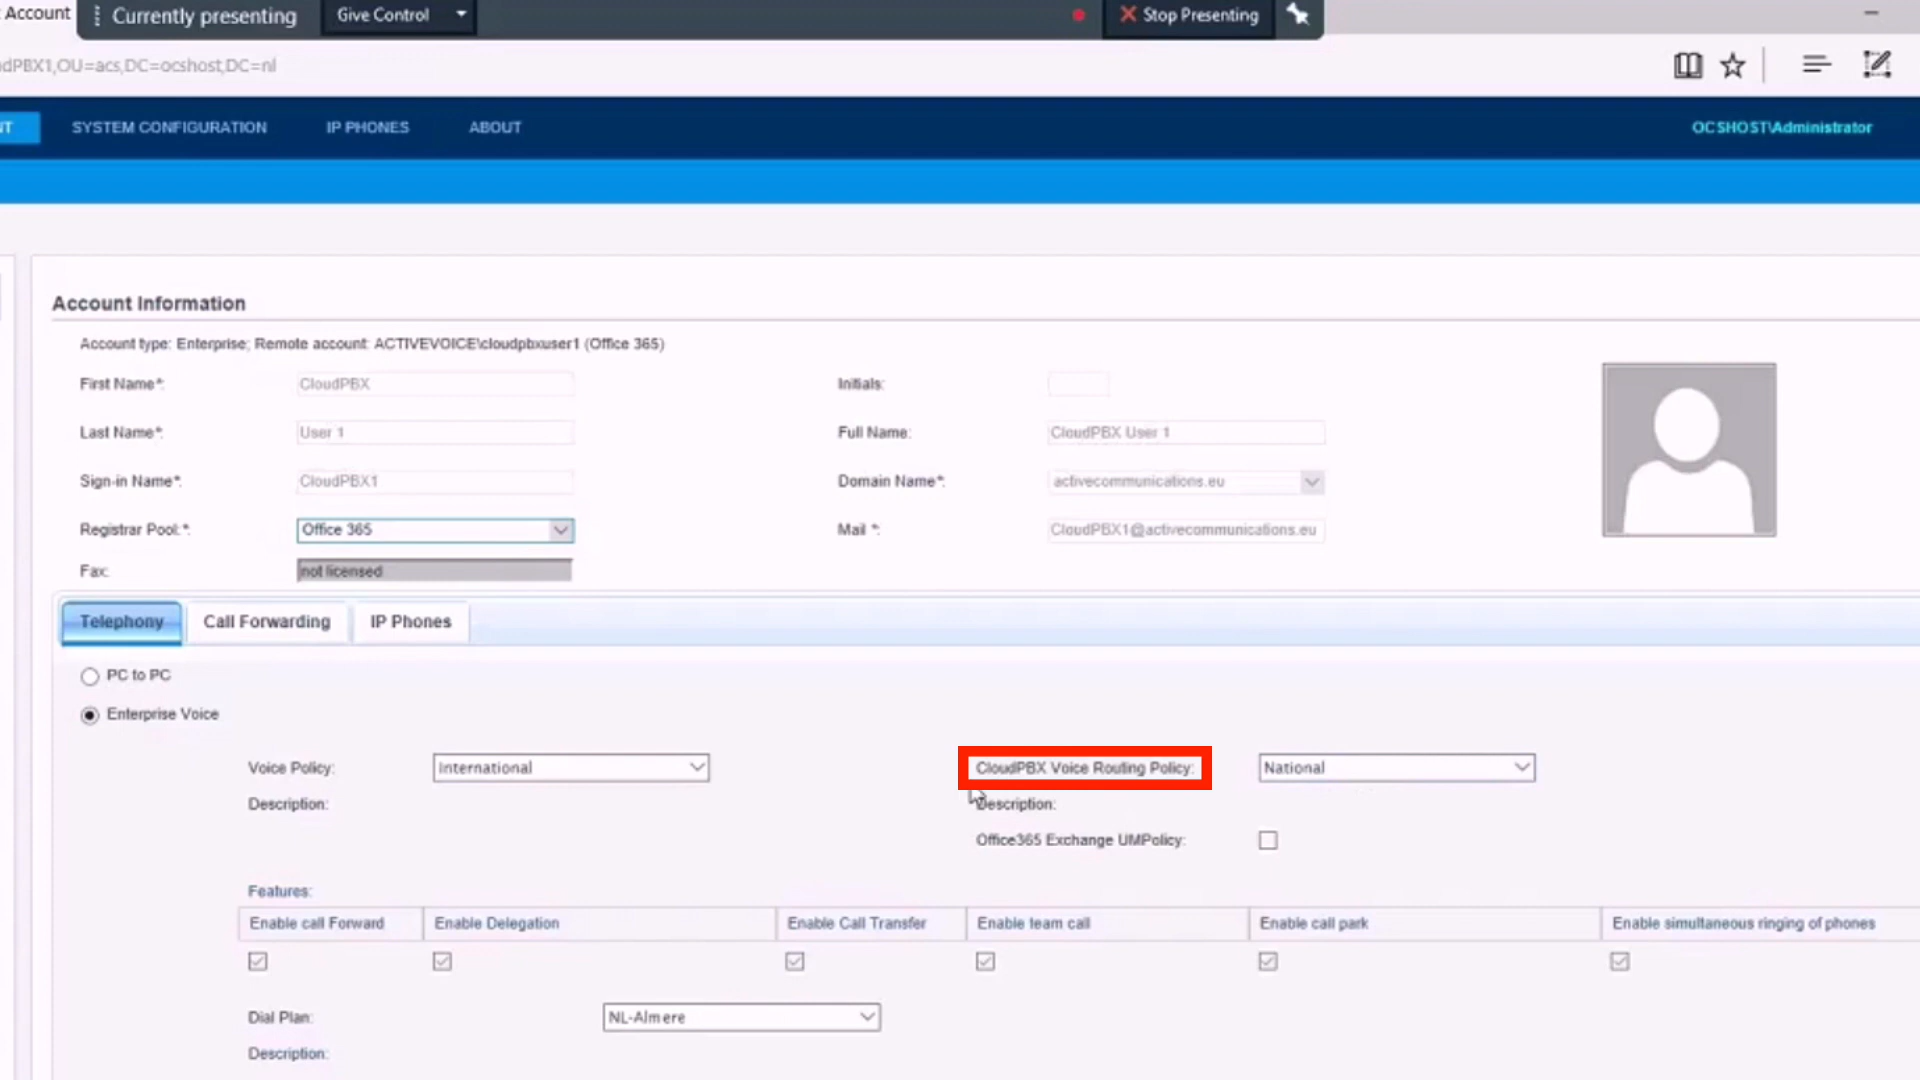 Account
Currently presenting
Give Control
Stop Presenting
dPBX1,OU=acs,DC=ocshost,DC=nl
NT
SYSTEM CONFIGURATION
IP PHONES
ABOUT
OCSHOST\Administrator
Account Information
Account type: Enterprise; Remote account: ACTIVEVOICE\cloudpbxuser1 (Office 365)
First Name*:
CloudPBX
Initials:
Last Name*:
User 1
Full Name:
CloudPBX User 1
Sign-in Name*:
CloudPBX1
Domain Name*:
activecommunications.eu
Registrar Pool:*:
Office 365
Mail *:
CloudPBX1@activecommunications.eu
Fax:
not licensed
Telephony
Call Forwarding
IP Phones
PC to PC
Enterprise Voice
Voice Policy:
International
CloudPBX Voice Routing Policy:
National
Description:
Description:
Office365 Exchange UMPolicy:
Features:
Enable call Forward
Enable Delegation
Enable Call Transfer
Enable team call
Enable call park
Enable simultaneous ringing of phones
Dial Plan:
NL-Almere
Description: